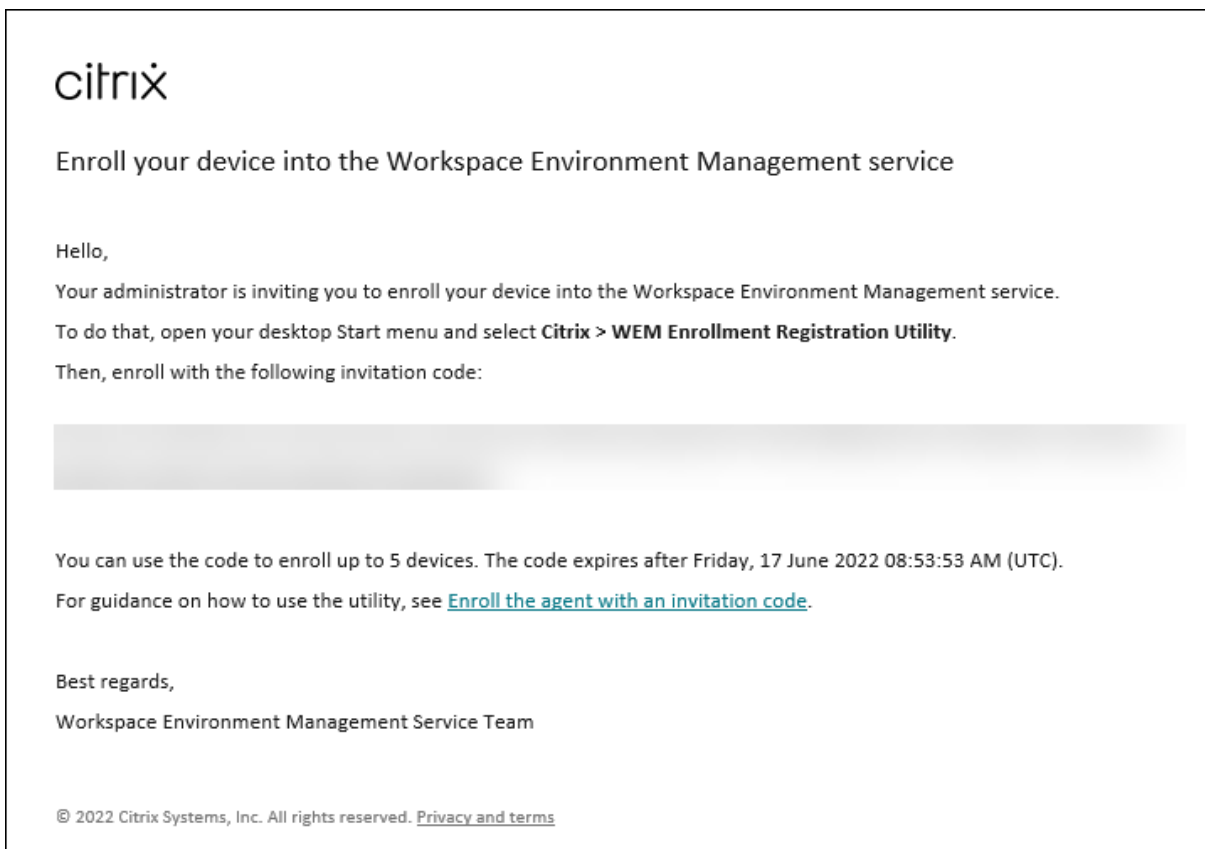 citrix
Enroll your device into the Workspace Environment Management service
Hello,
Your administrator is inviting you to enroll your device into the Workspace Environment Management service.
To do that, open your desktop Start menu and select Citrix > WEM Enrollment Registration Utility.
Then, enroll with the following invitation code:
You can use the code to enroll up to 5 devices. The code expires after Friday, 17 June 2022 08:53:53 AM (UTC).
For guidance on how to use the utility, see Enroll the agent with an invitation code.
Best regards,
Workspace Environment Management Service Team
© 2022 Citrix Systems, Inc. All rights reserved. Privacy and terms